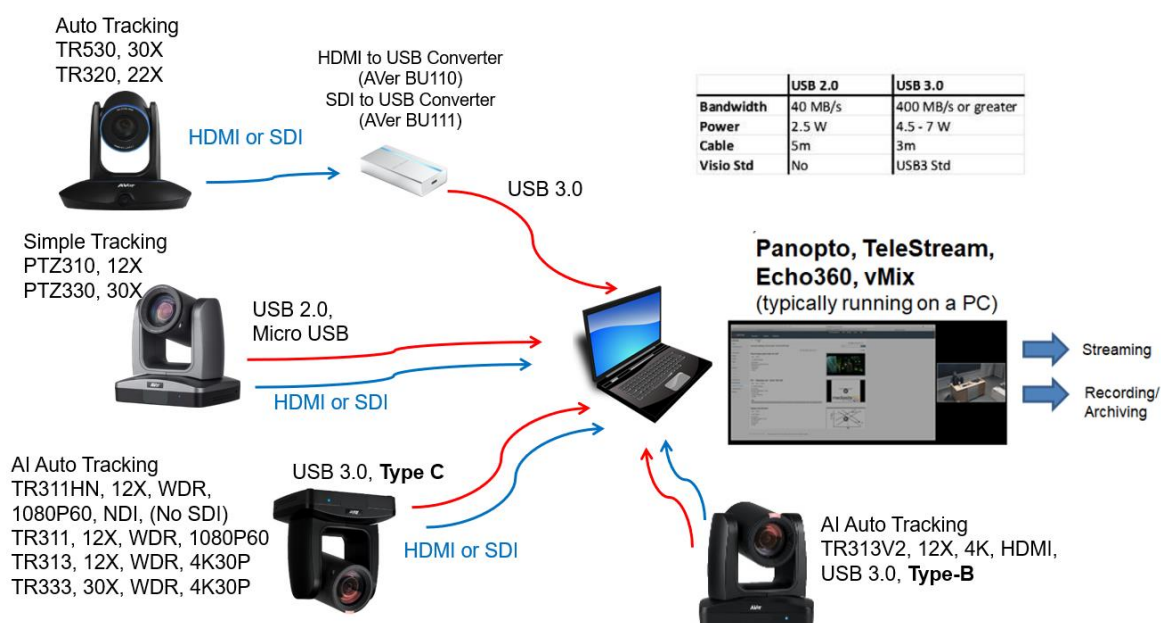 Auto Tracking
TR530, 30X
TR320, 22X
HDMI or SDI
HDMI to USB Converter
(AVer BU110)
SDI to USB Converter
(AVer BU111)
USB 3.0
USB 2.0 USB 3.0
Bandwidth 40 MB/s 400 MB/s or greater
Power 2.5 W 4.5 - 7 W
Cable 5m 3m
Visio Std No USB3 Std
Simple Tracking
PTZ310, 12X
PTZ330, 30X
USB 2.0,
Micro USB
HDMI or SDI
Panopto, TeleStream,
Echo360, vMix
(typically running on a PC)
Streaming
Recording/
Archiving
AI Auto Tracking
TR311HN, 12X, WDR,
1080P60, NDI, (No SDI)
TR311, 12X, WDR, 1080P60
TR313, 12X, WDR, 4K30P
TR333, 30X, WDR, 4K30P
USB 3.0, Type C
HDMI or SDI
AI Auto Tracking
TR313V2, 12X, 4K, HDMI,
USB 3.0, Type-B
AVer